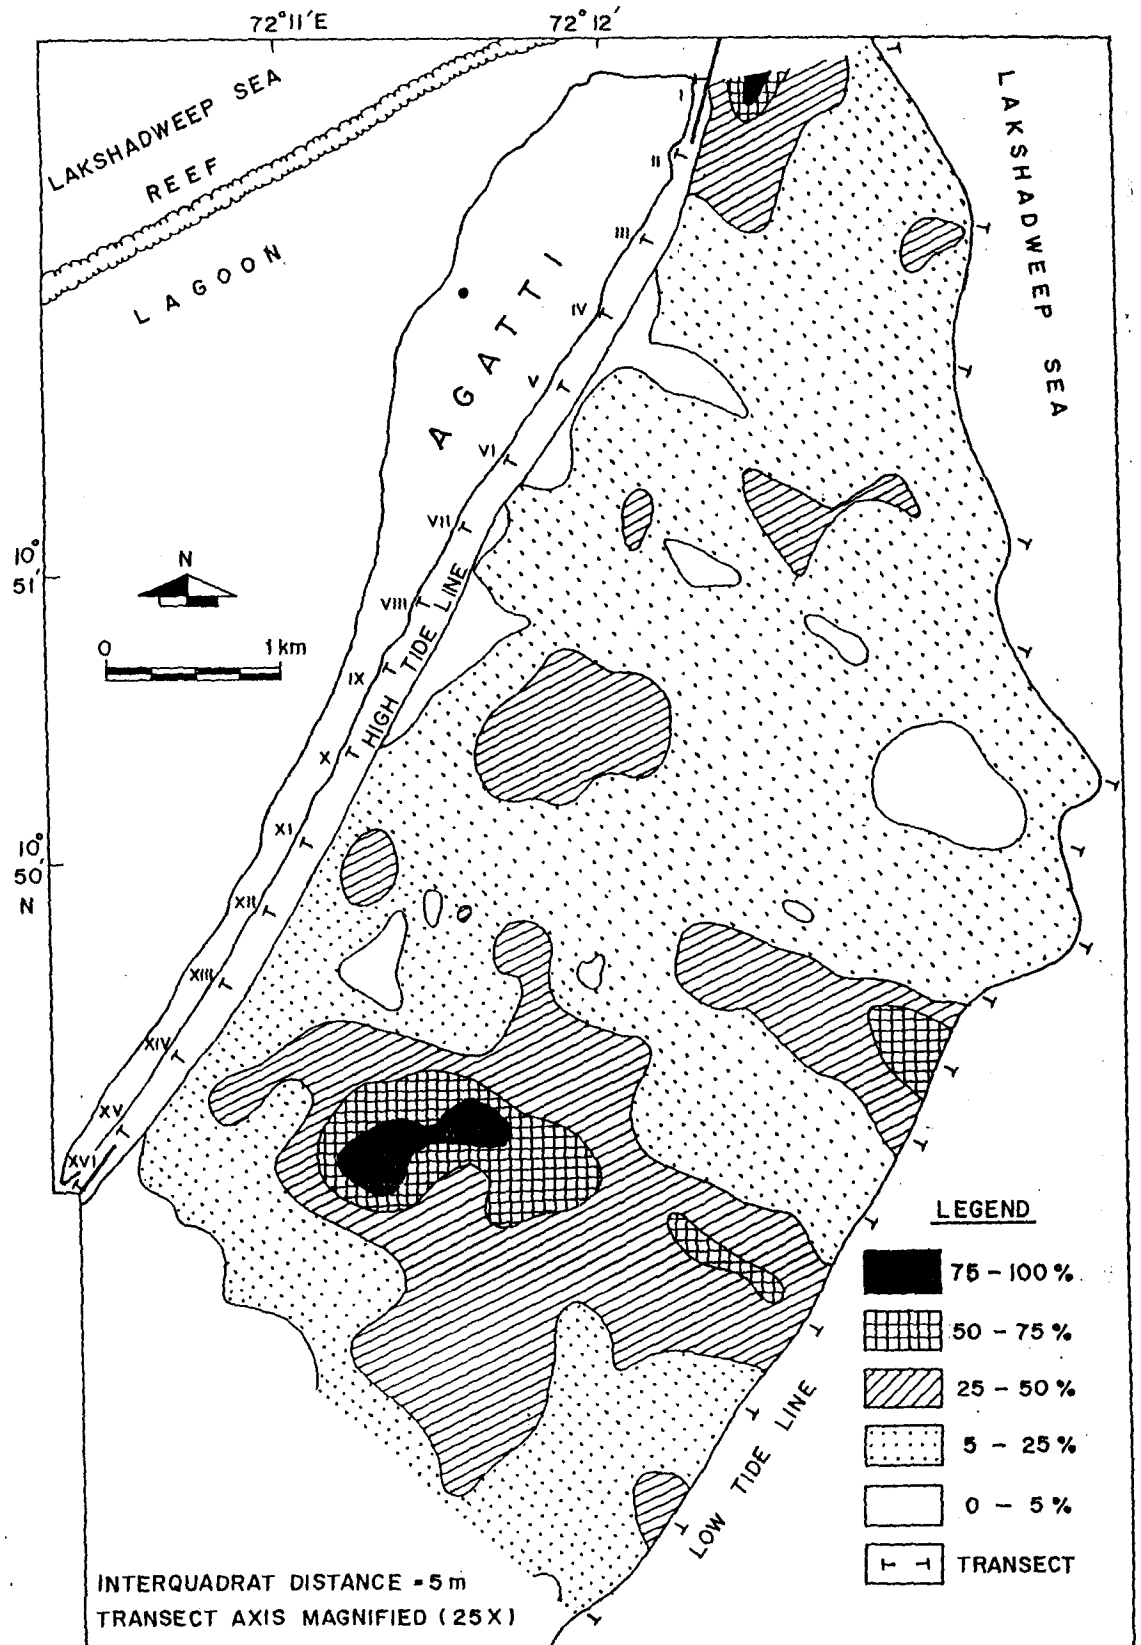 72°11′E
72°12′
LAKSHADWEEP SEA
REEF
LAGOON
LAKSHADWEEP SEA
AGATTI
I
II
III
IV
V
VI
VII
VIII
IX
X
XI
XII
XIII
XIV
XV
XVI
T
HIGH TIDE LINE
10°
51′
N
0 1 km
10°
50′
N
LEGEND
75 - 100 %
50 - 75 %
25 - 50 %
5 - 25 %
0 - 5 %
T T TRANSECT
LOW TIDE LINE
INTERQUADRAT DISTANCE = 5 m
TRANSECT AXIS MAGNIFIED (25X)